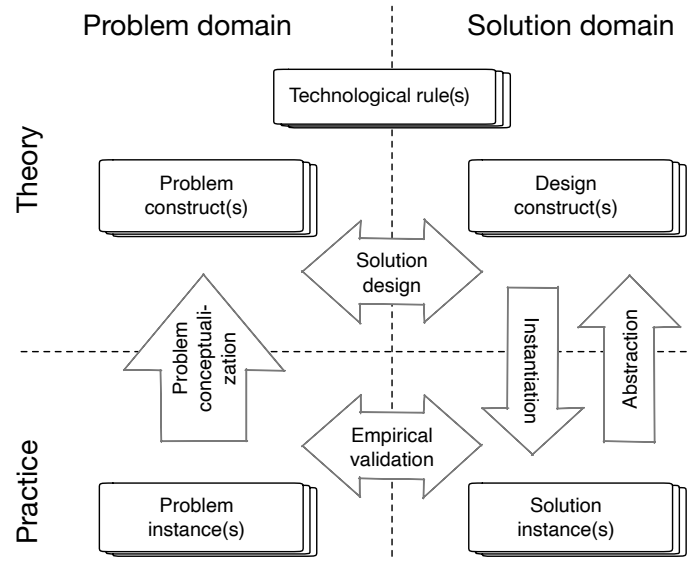 Problem domain
Solution domain
Technological rule(s)
Theory
Problem
construct(s)
Design
construct(s)
Solution
design
Problem
conceptuali-
zation
Instantiation
Abstraction
Empirical
validation
Practice
Problem
instance(s)
Solution
instance(s)